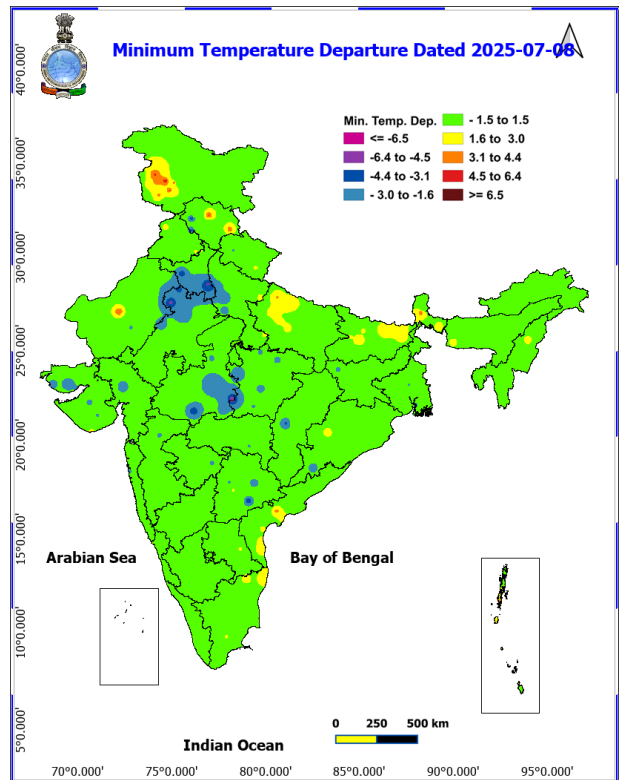 Minimum Temperature Departure Dated 2025-07-08
Min. Temp. Dep.
<= -6.5
-6.4 to -4.5
-4.4 to -3.1
- 3.0 to -1.6
- 1.5 to 1.5
1.6 to 3.0
3.1 to 4.4
4.5 to 6.4
>= 6.5
40°0.000'
35°0.000'
30°0.000'
25°0.000'
20°0.000'
15°0.000'
10°0.000'
5°0.000'
Arabian Sea
Bay of Bengal
Indian Ocean
0 250 500 km
70°0.000' 75°0.000' 80°0.000' 85°0.000' 90°0.000' 95°0.000'